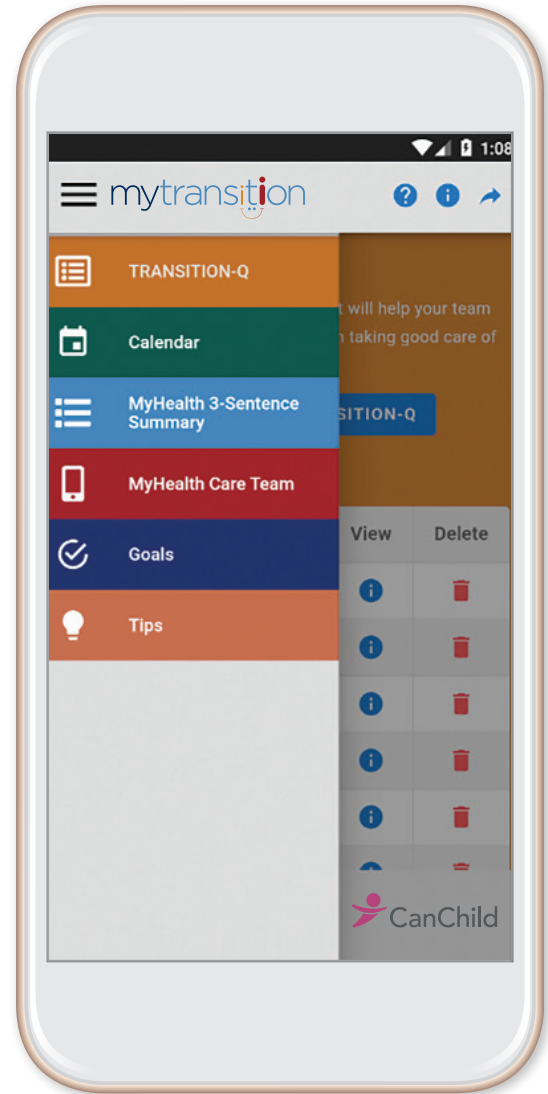 1:08
mytransition
TRANSITION-Q
t will help your team
Calendar
taking good care of
MyHealth 3-Sentence
Summary
SITION-Q
MyHealth Care Team
View Delete
Goals
Tips
CanChild